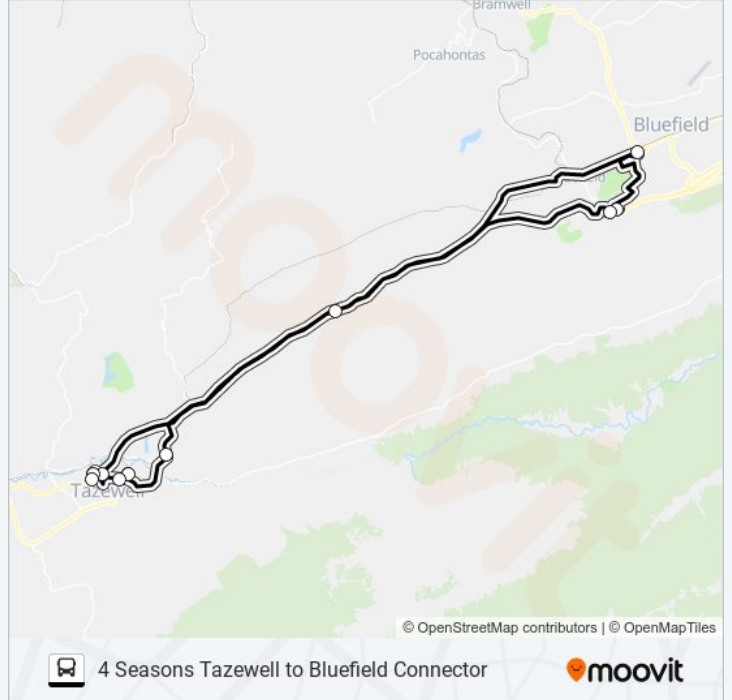 Bramwell
Pocahontas
Bluefield
Tazewell
© OpenStreetMap contributors | © OpenMapTiles
4 Seasons Tazewell to Bluefield Connector
moovit